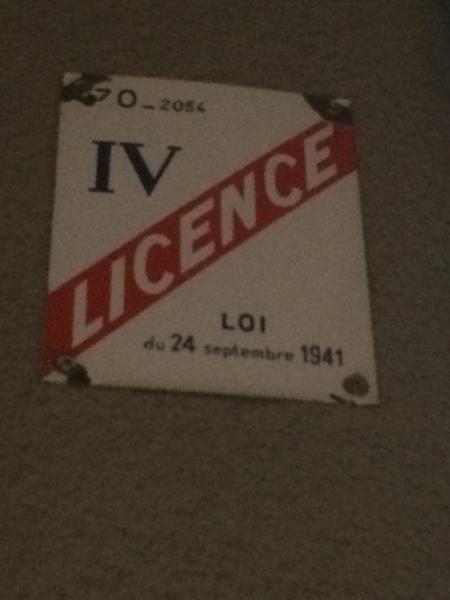 70-2054
IV
LICENCE
LOI
du 24 septembre 1941